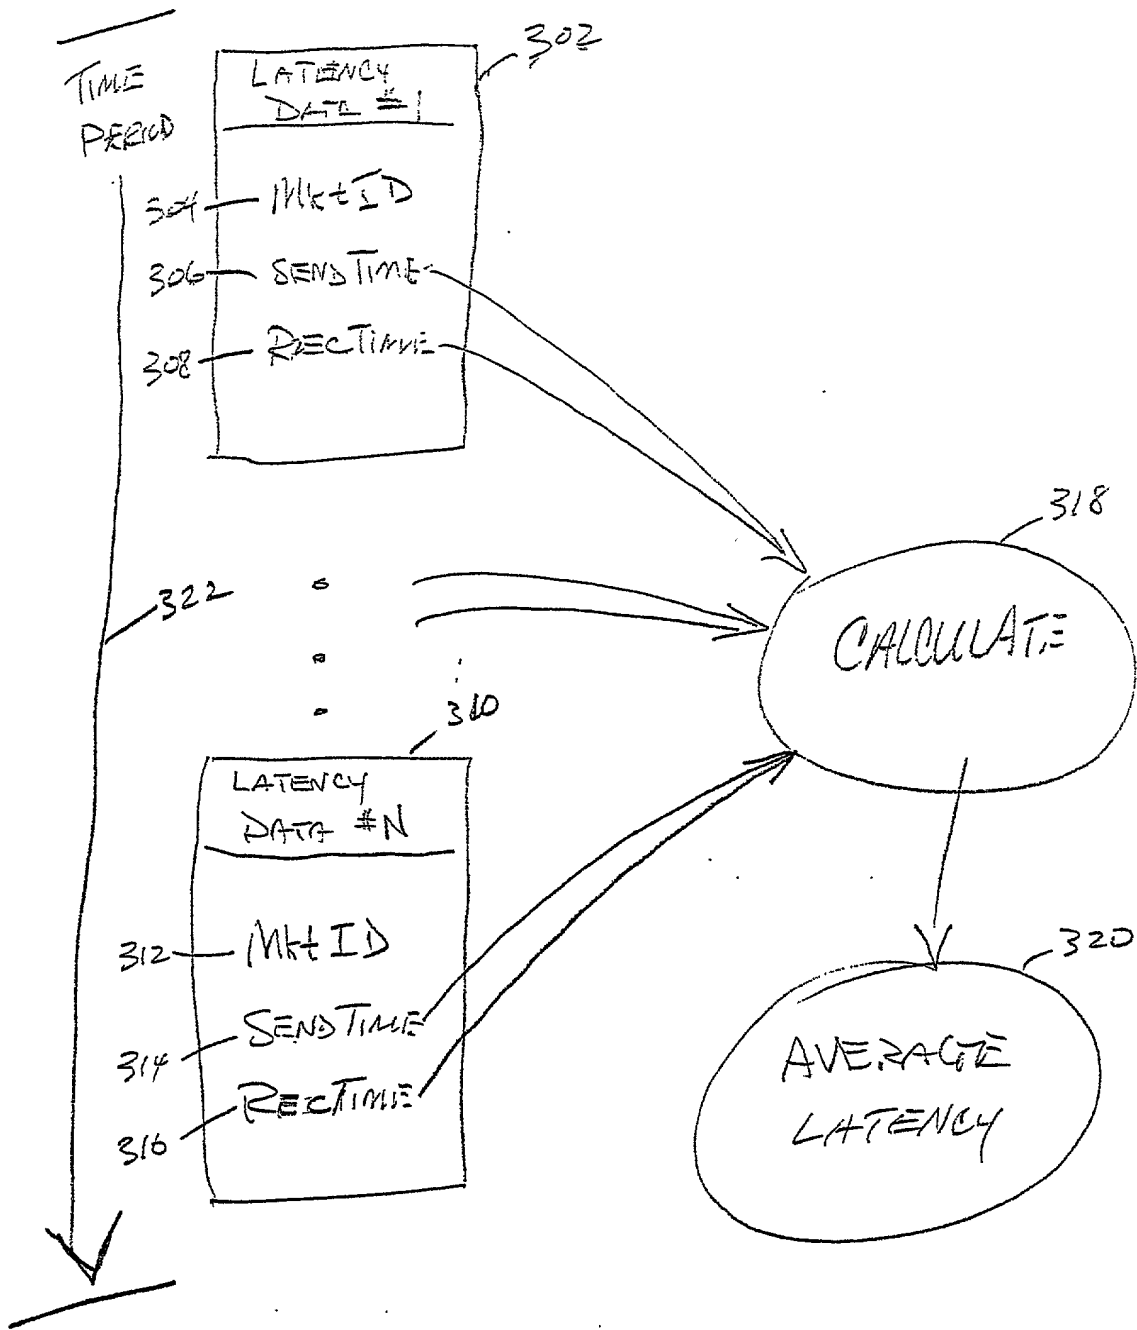 302
TIME
PERIOD
LATENCY
DATA #1
304
MktID
306
SENDTIME
308
RECTIME
318
322
CALCULATE
310
LATENCY
DATA #N
312
MktID
320
SENDTIME
314
AVERAGE
LATENCY
RECTIME
316